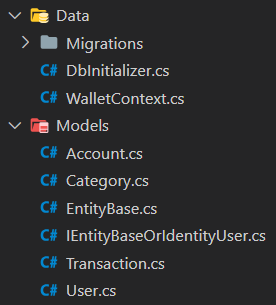 Data
Migrations
C# DbInitializer.cs
C# WalletContext.cs
Models
C# Account.cs
C# Category.cs
C# EntityBase.cs
C# IEntityBaseOrIdentityUser.cs
C# Transaction.cs
C# User.cs